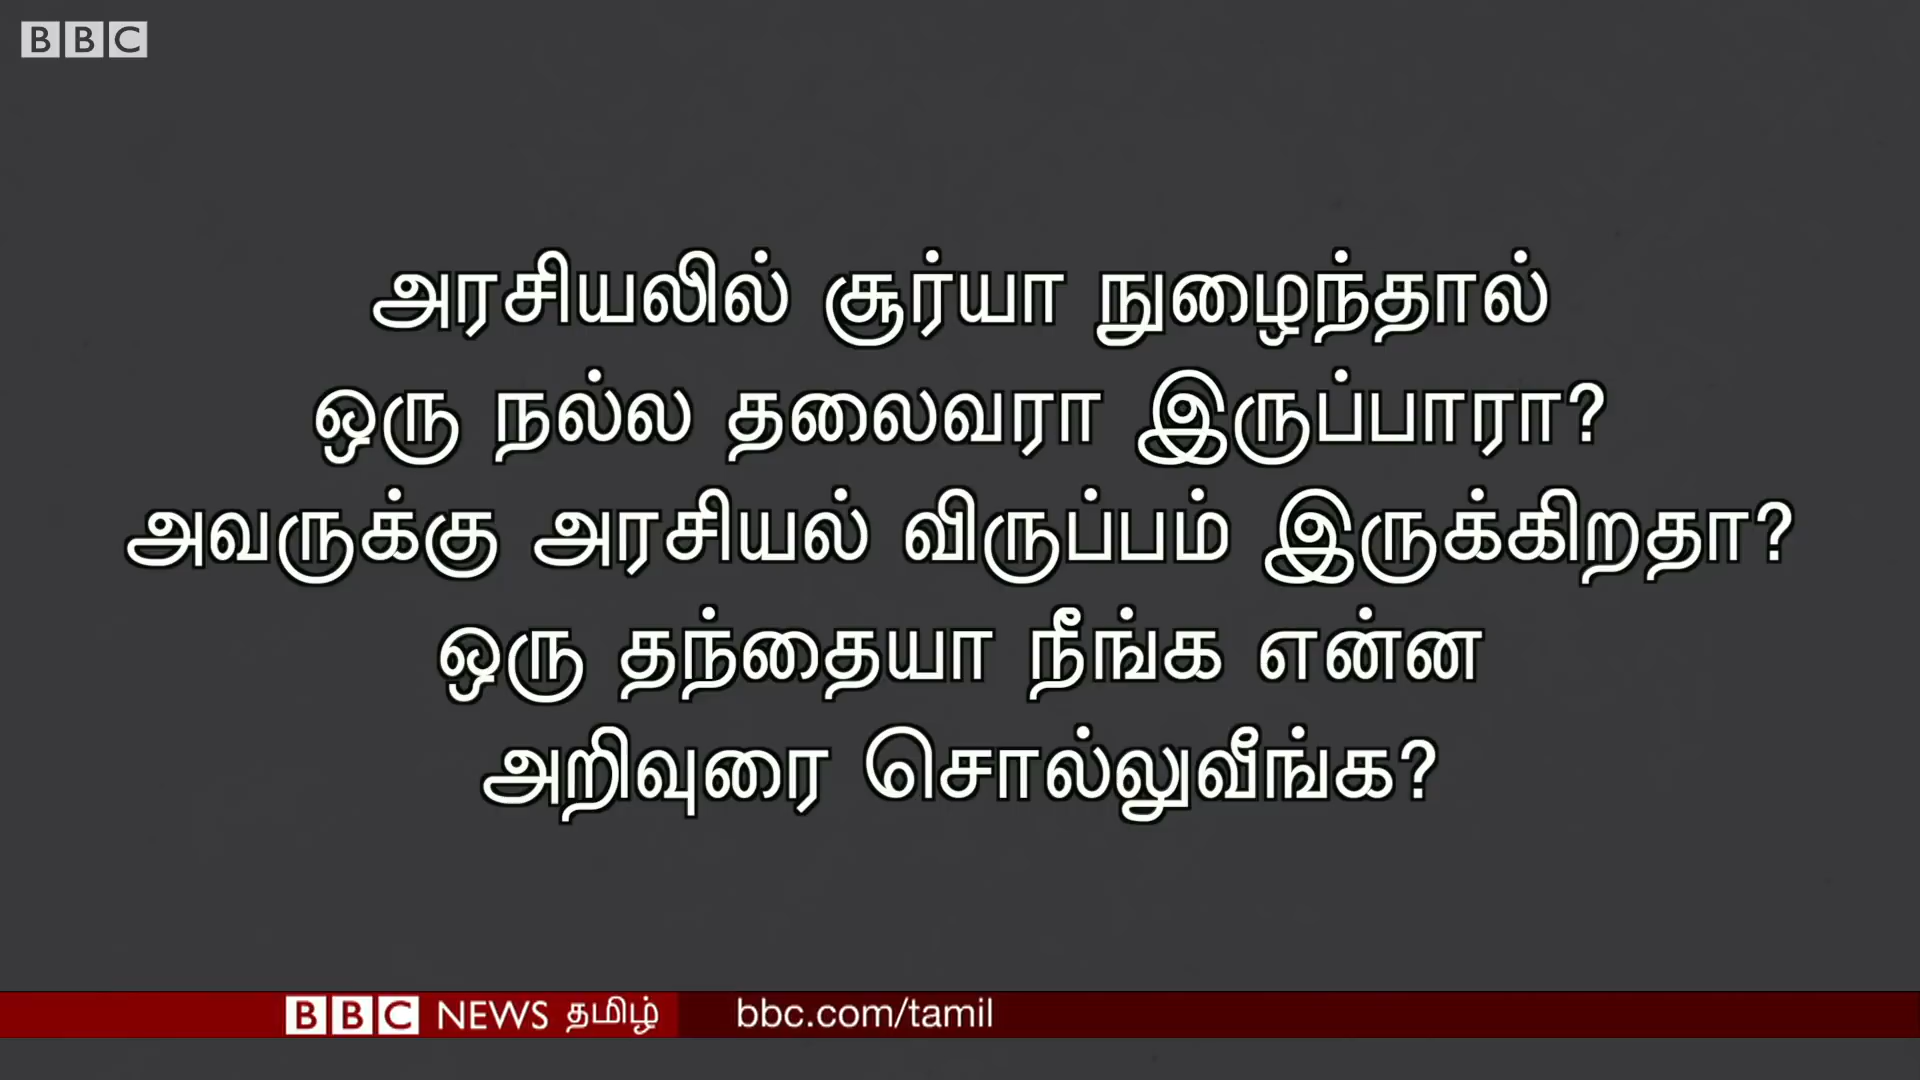 BBC
அரசியலில் சூர்யா நுழைந்தால்
ஒரு நல்ல தலைவரா இருப்பாரா?
அவருக்கு அரசியல் விருப்பம் இருக்கிறதா?
ஒரு தந்தையா நீங்க என்ன
அறிவுரை சொல்லுவீங்க?
BBC NEWS தமிழ் bbc.com/tamil